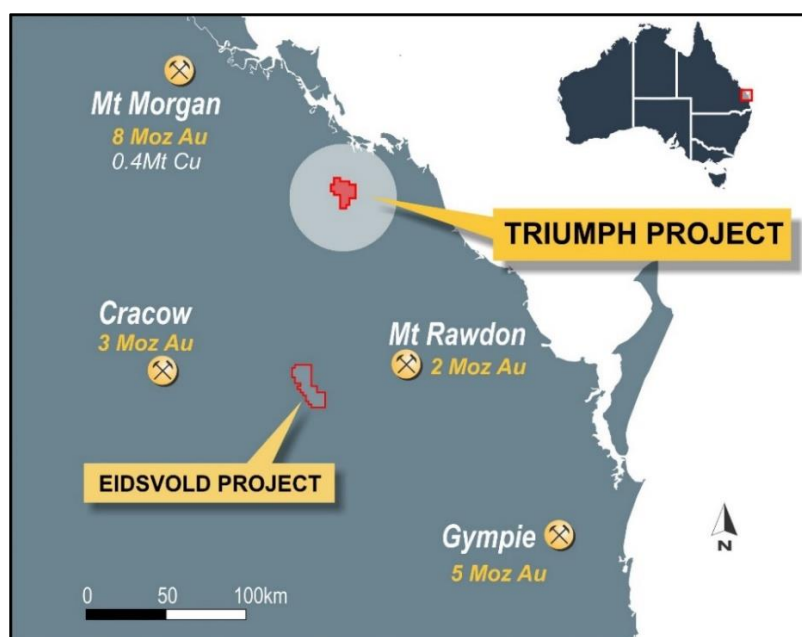 Mt Morgan
8 Moz Au
0.4Mt Cu
TRIUMPH PROJECT
Cracow
3 Moz Au
Mt Rawdon
2 Moz Au
EIDSVOLD PROJECT
Gympie
5 Moz Au
N
0 50 100km